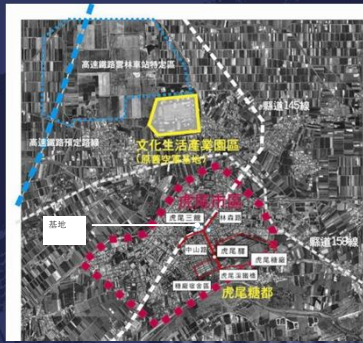 高速鐵路雲林車站特定區
縣道145線
高速鐵路預定路線
文化生活產業園區
(原舊空軍基地)
虎尾市區
基地
虎尾三館
林森路
縣道158線
中山路
虎尾驛
虎尾糖廠
虎尾溪舊橋
糖廠宿舍區
虎尾糖都